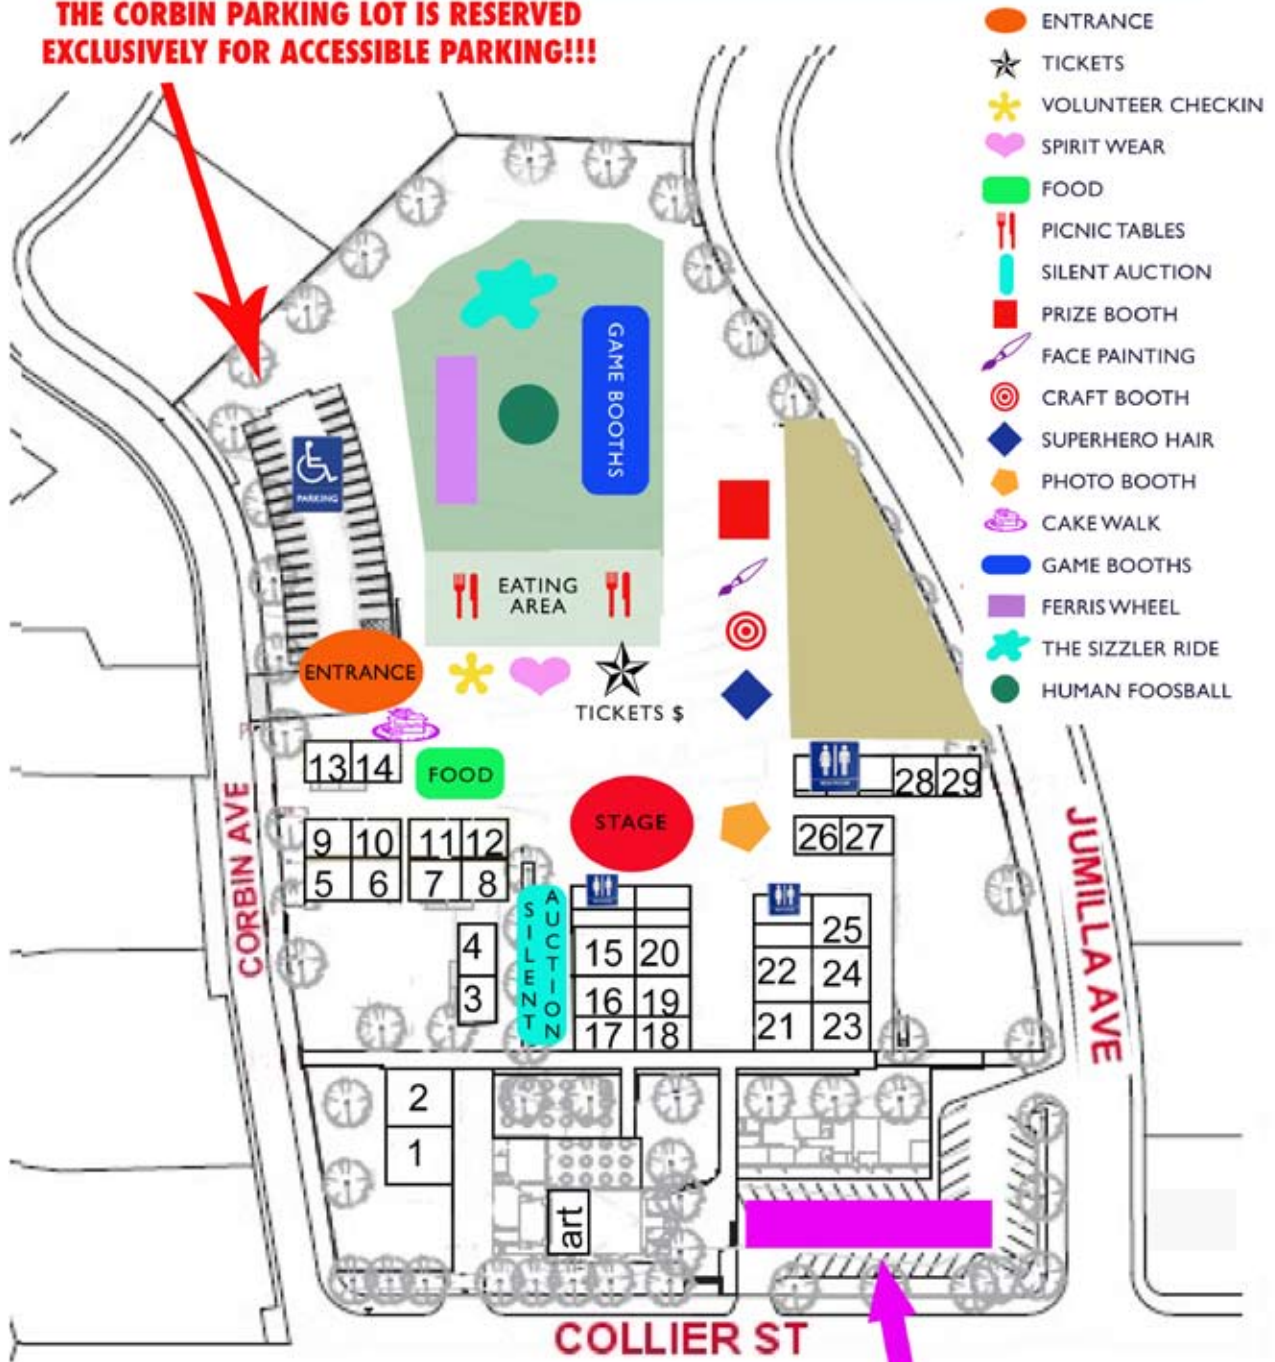 THE CORBIN PARKING LOT IS RESERVED
EXCLUSIVELY FOR ACCESSIBLE PARKING!!!
ENTRANCE
TICKETS
VOLUNTEER CHECKIN
SPIRIT WEAR
FOOD
PICNIC TABLES
SILENT AUCTION
PRIZE BOOTH
FACE PAINTING
CRAFT BOOTH
SUPERHERO HAIR
PHOTO BOOTH
CAKE WALK
GAME BOOTHS
FERRIS WHEEL
THE SIZZLER RIDE
HUMAN FOOSBALL
GAME BOOTHS
PARKING
EATING
AREA
ENTRANCE
TICKETS $
13 14
FOOD
28 29
STAGE
26 27
9 10 11 12
5 6 7 8
CORBIN AVE
JUMILLA AVE
SILENT
AUCTION
4
3
15 20
16 19
17 18
25
22 24
21 23
2
1
art
COLLIER ST